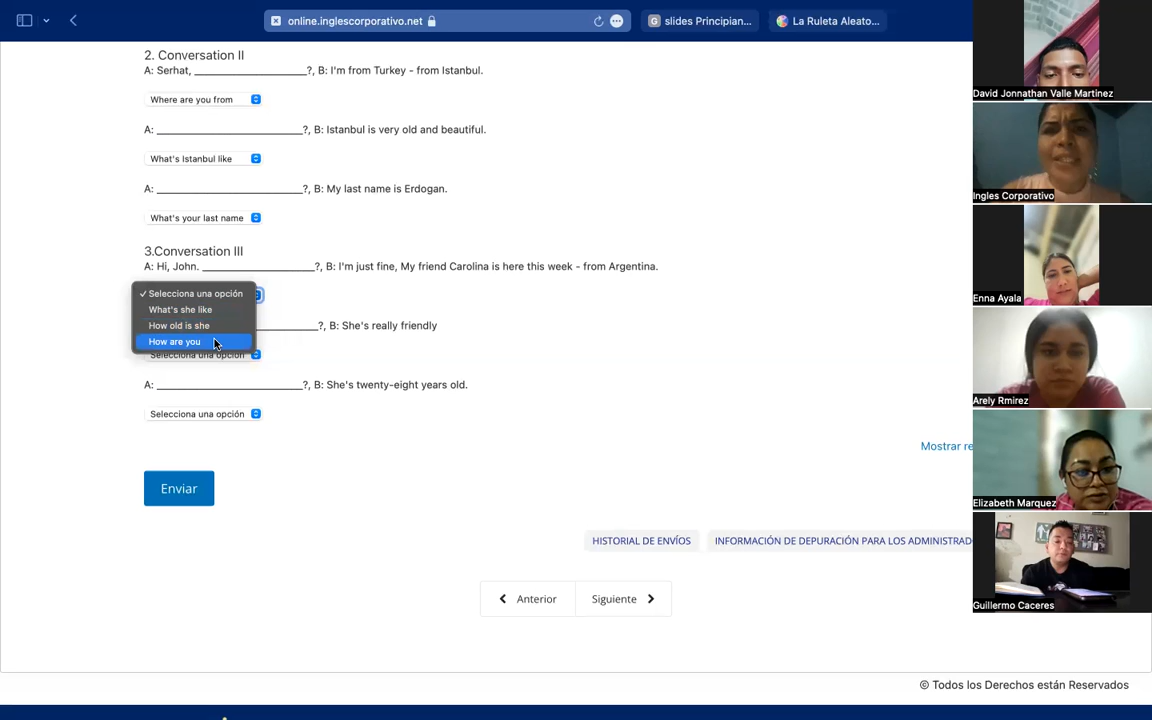 online.inglescorporativo.net
slides Principian...
La Ruleta Aleato...
2. Conversation II
A: Serhat, ____________________?, B: I'm from Turkey - from Istanbul.
Where are you from
A: __________________________?, B: Istanbul is very old and beautiful.
What's Istanbul like
A: __________________________?, B: My last name is Erdogan.
What's your last name
3.Conversation III
A: Hi, John. ____________________?, B: I'm just fine, My friend Carolina is here this week - from Argentina.
✓ Selecciona una opción
What's she like
How old is she
How are you
?, B: She's really friendly
Selecciona una opción
A: __________________________?, B: She's twenty-eight years old.
Selecciona una opción
Mostrar re
Enviar
HISTORIAL DE ENVÍOS
INFORMACIÓN DE DEPURACIÓN PARA LOS ADMINISTRAD
Anterior
Siguiente
© Todos los Derechos están Reservados
David Jonnathan Valle Martinez
Ingles Corporativo
Enna Ayala
Arely Rmirez
Elizabeth Marquez
Guillermo Caceres